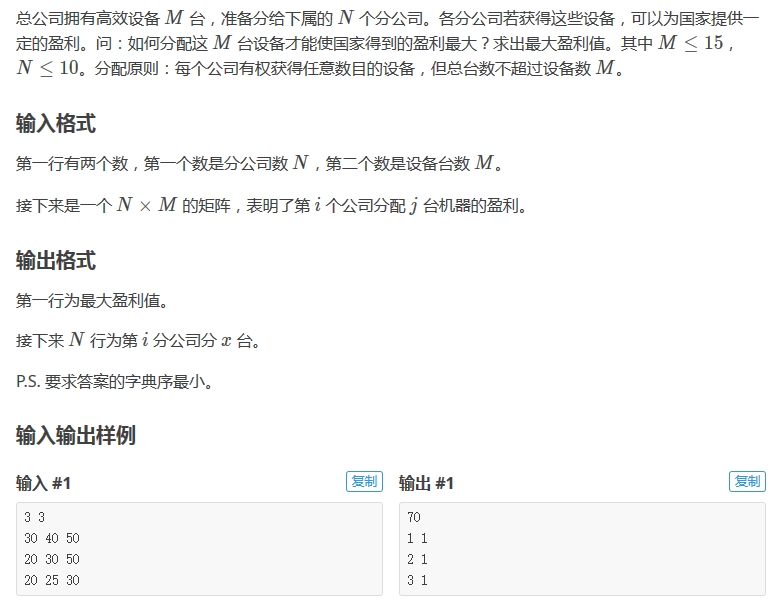 总公司拥有高效设备 M 台，准备分给下属的 N 个分公司。各分公司若获得这些设备，可以为国家提供一
定的盈利。问：如何分配这 M 台设备才能使国家得到的盈利最大？求出最大盈利值。其中 M ≤ 15，
N ≤ 10。分配原则：每个公司有权获得任意数目的设备，但总台数不超过设备数 M。
输入格式
第一行有两个数，第一个数是分公司数 N，第二个数是设备台数 M。
接下来是一个 N × M 的矩阵，表明了第 i 个公司分配 j 台机器的盈利。
输出格式
第一行为最大盈利值。
接下来 N 行为第 i 分公司分 x 台。
P.S. 要求答案的字典序最小。
输入输出样例
输入 #1 复制
3 3
30 40 50
20 30 50
20 25 30
输出 #1 复制
70
1 1
2 1
3 1